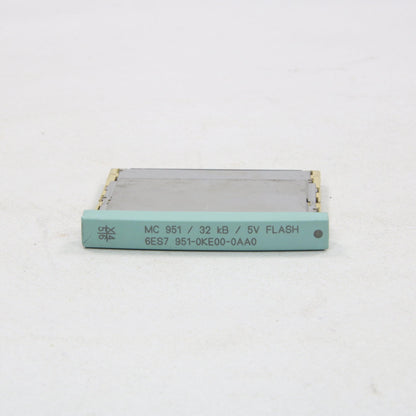 MC 951 / 32 kB / 5V FLASH
6ES7 951-0KE00-0AA0